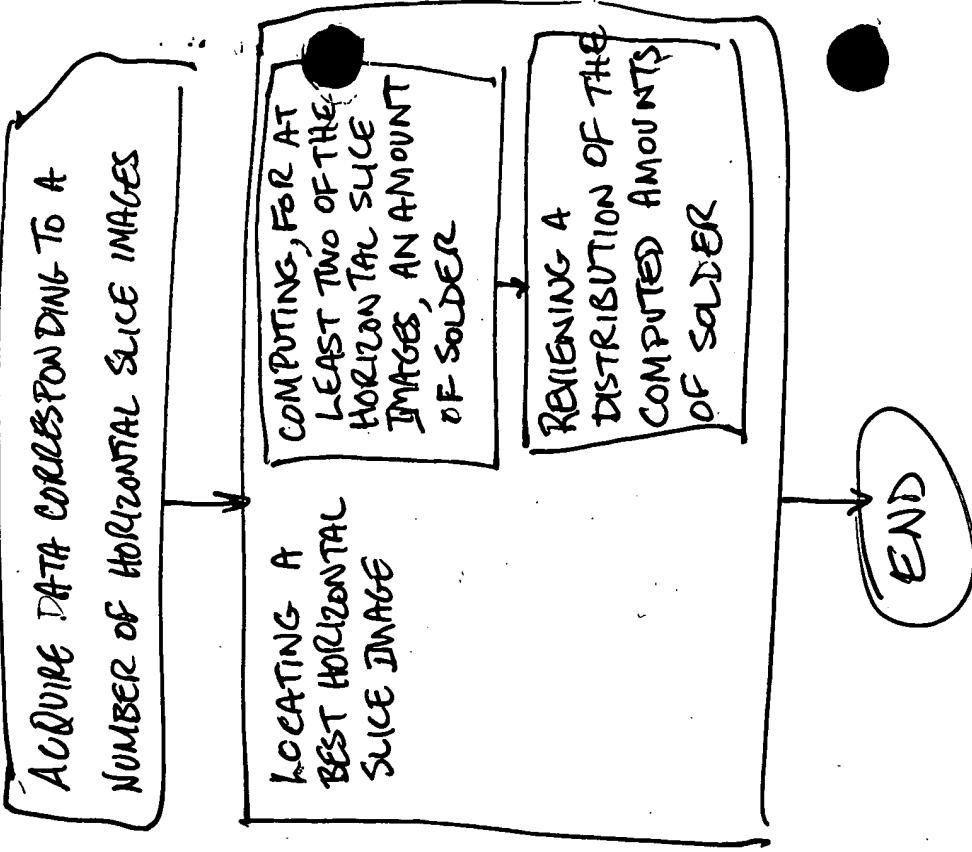 ACQUIRE DATA CORRESPONDING TO A
NUMBER OF HORIZONTAL SLICE IMAGES
LOCATING A
BEST HORIZONTAL
SLICE IMAGE
COMPUTING, FOR AT
LEAST TWO OF THE
HORIZONTAL SLICE
IMAGES, AN AMOUNT
OF SOLDER
REVIENING A
DISTRIBUTION OF THE
COMPUTED AMOUNTS
OF SOLDER
END